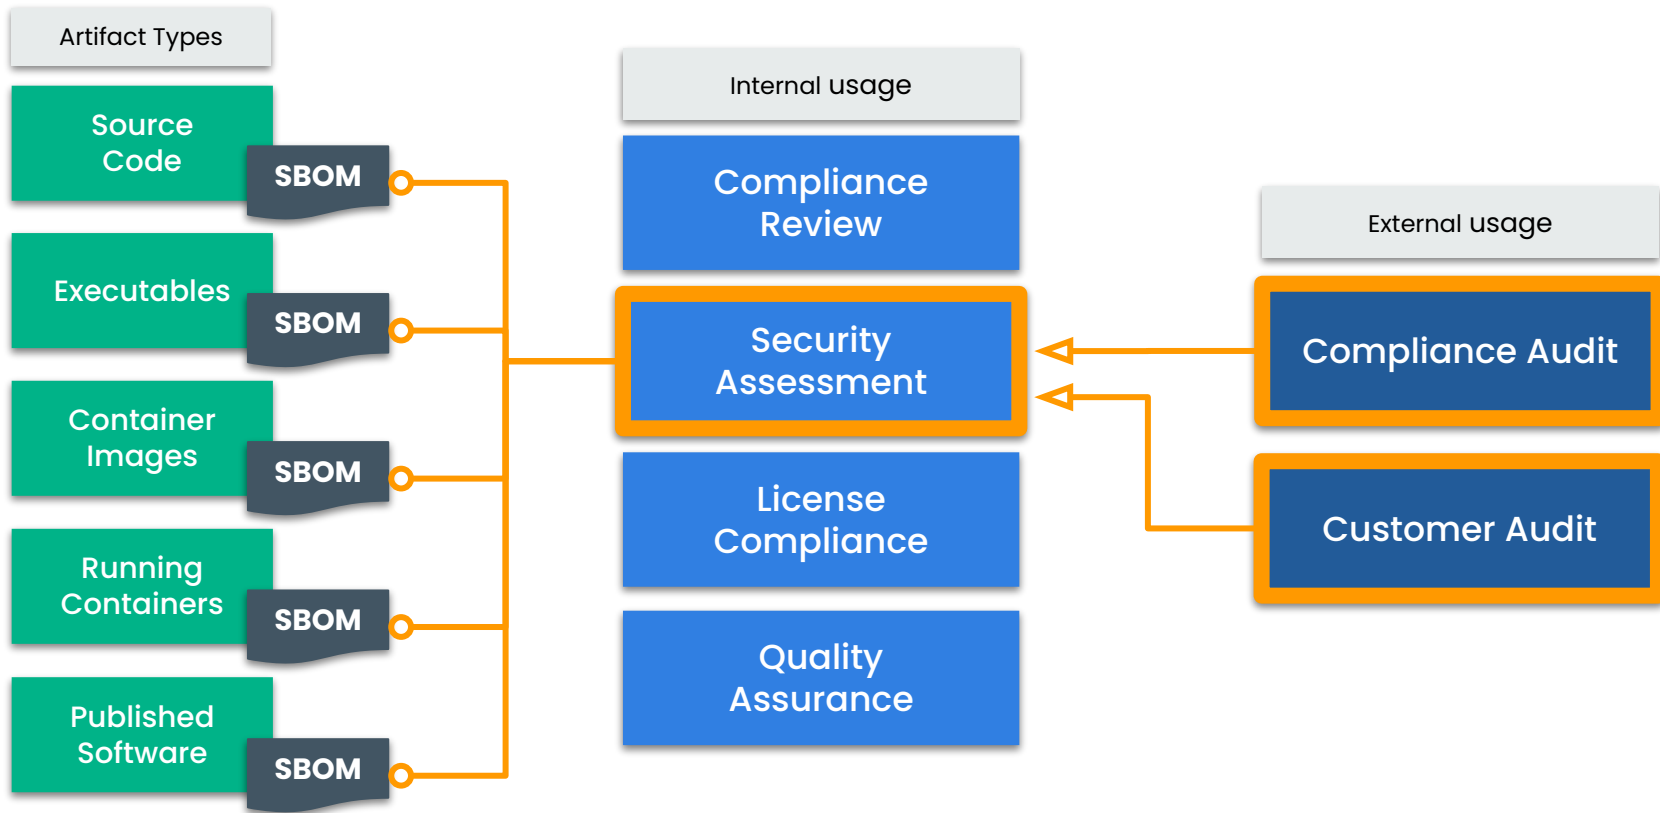 Artifact Types
Source
Code
SBOM
Executables
SBOM
Container
Images
SBOM
Running
Containers
SBOM
Published
Software
SBOM
Internal usage
Compliance
Review
Security
Assessment
License
Compliance
Quality
Assurance
External usage
Compliance Audit
Customer Audit